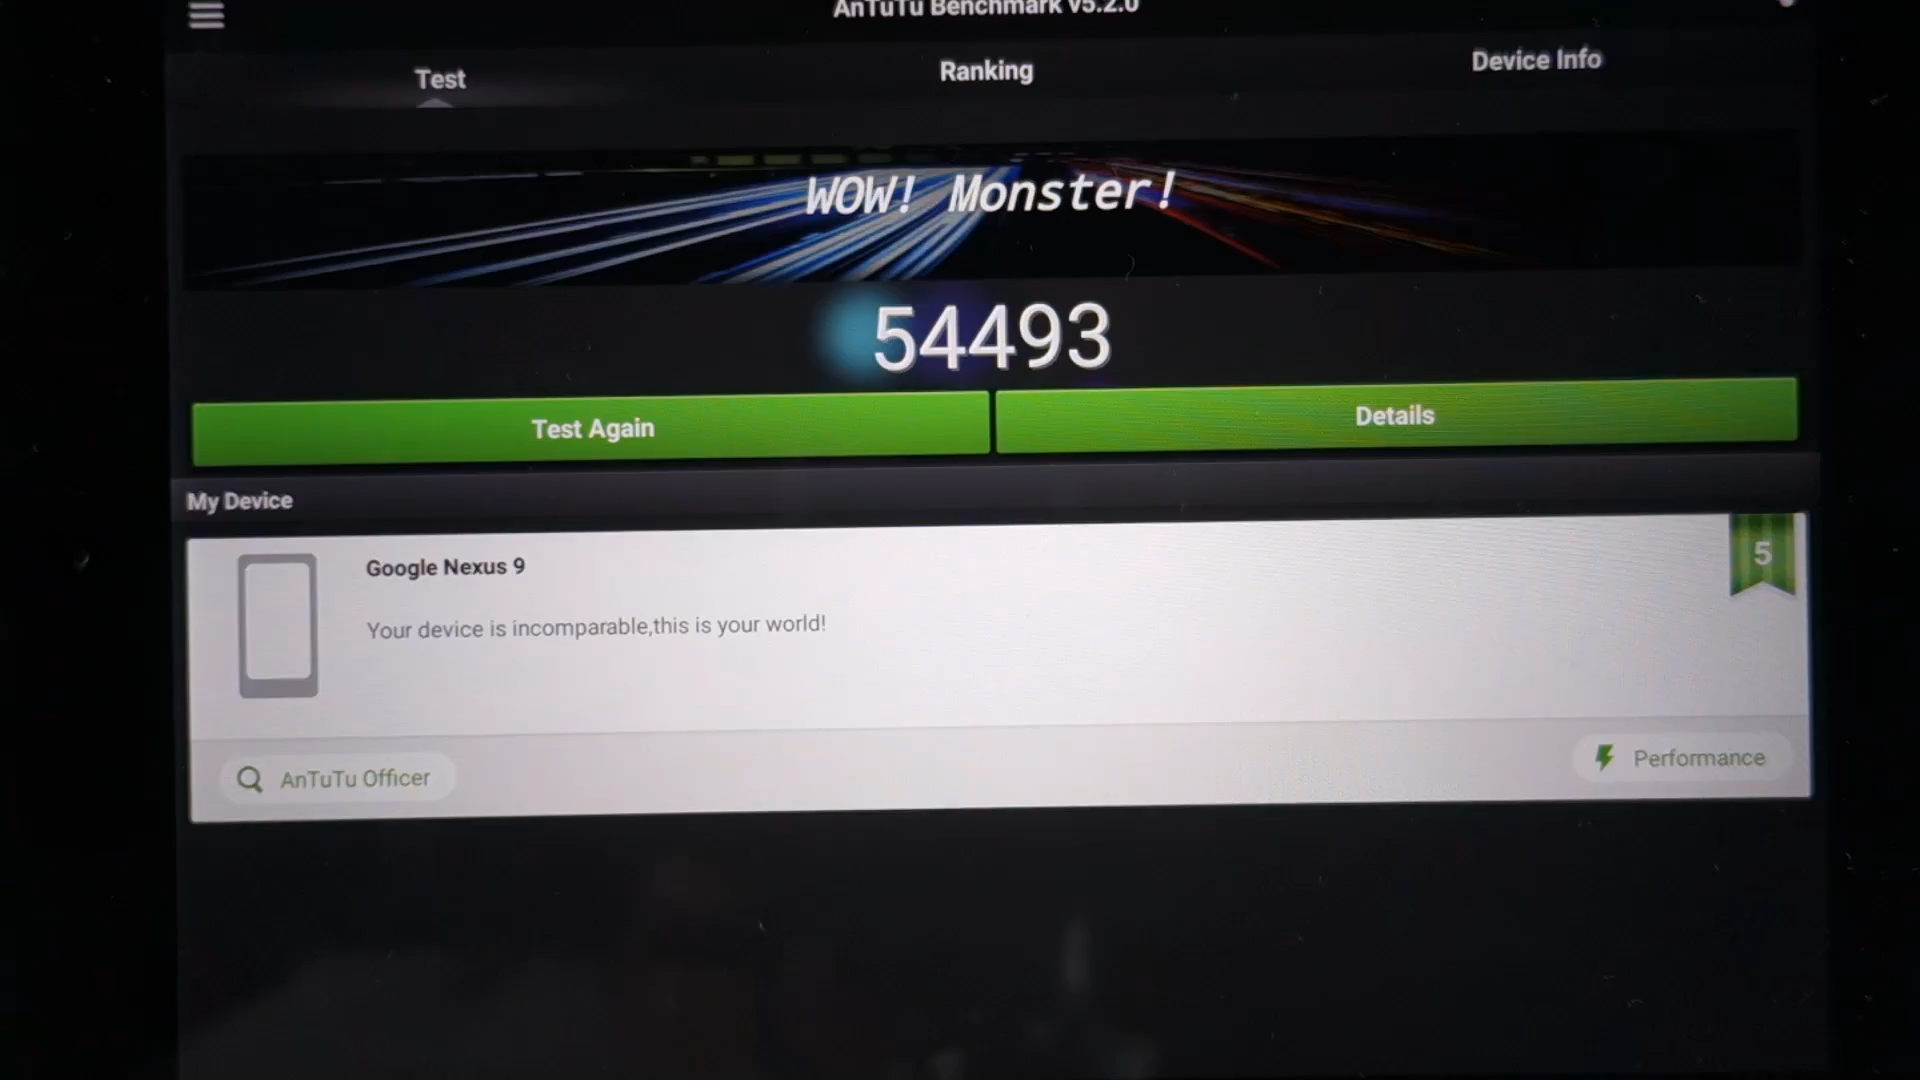 AnTuTu Benchmark v5.2.0
Test
Ranking
Device Info
WOW! Monster!
54493
Test Again
Details
My Device
Google Nexus 9
5
Your device is incomparable,this is your world!
AnTuTu Officer
Performance